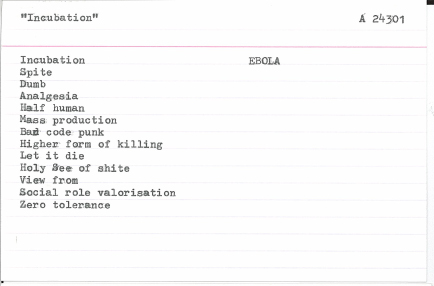 "Incubation" A 24301
Incubation EBOLA
Spite
Dumb
Analgesia
Half human
Mass production
Bad code punk
Higher form of killing
Let it die
Holy See of shite
View from
Social role valorisation
Zero tolerance